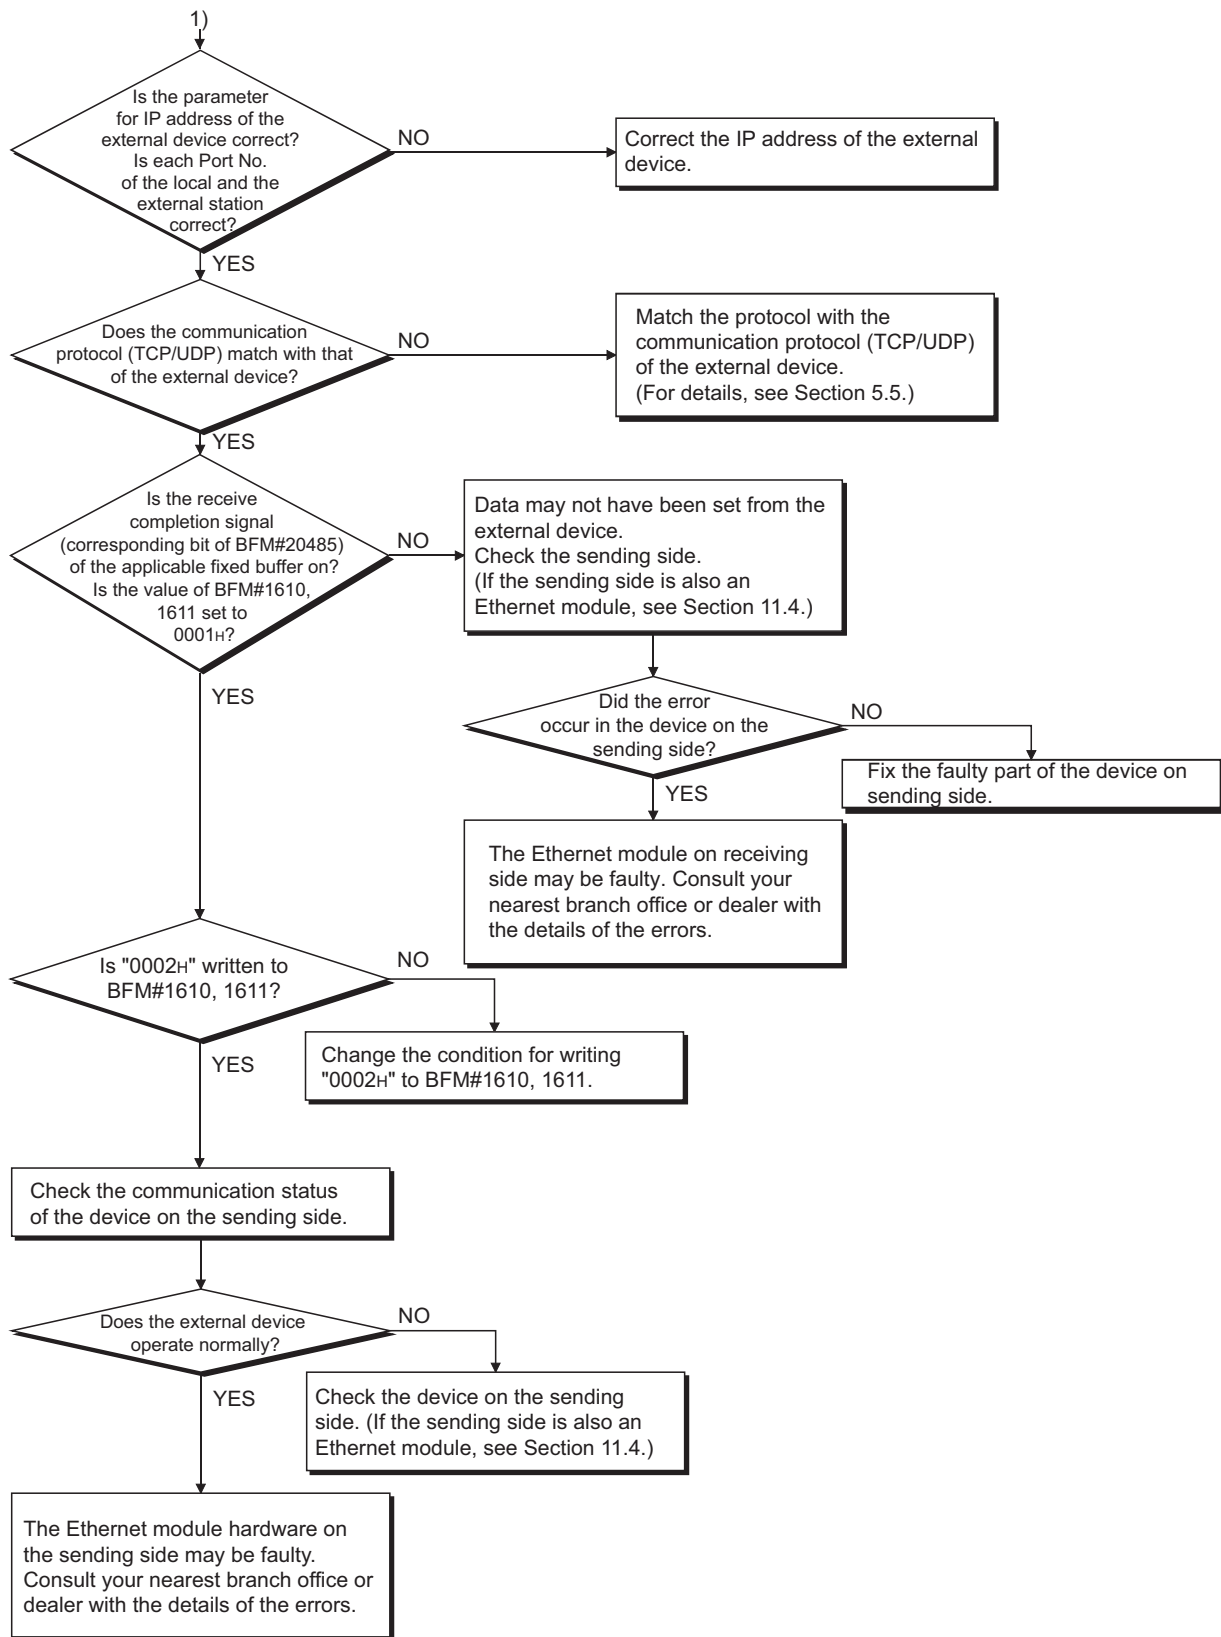 1)
Is the parameter
for IP address of the
external device correct?
Is each Port No.
of the local and the
external station
correct?
NO
Correct the IP address of the external
device.
YES
Does the communication
protocol (TCP/UDP) match with that
of the external device?
NO
Match the protocol with the
communication protocol (TCP/UDP)
of the external device.
(For details, see Section 5.5.)
YES
Is the receive
completion signal
(corresponding bit of BFM#20485)
of the applicable fixed buffer on?
Is the value of BFM#1610,
1611 set to
0001H?
NO
Data may not have been set from the
external device.
Check the sending side.
(If the sending side is also an
Ethernet module, see Section 11.4.)
YES
Did the error
occur in the device on the
sending side?
NO
Fix the faulty part of the device on
sending side.
YES
The Ethernet module on receiving
side may be faulty. Consult your
nearest branch office or dealer with
the details of the errors.
Is "0002H" written to
BFM#1610, 1611?
NO
Change the condition for writing
"0002H" to BFM#1610, 1611.
YES
Check the communication status
of the device on the sending side.
Does the external device
operate normally?
NO
Check the device on the sending
side. (If the sending side is also an
Ethernet module, see Section 11.4.)
YES
The Ethernet module hardware on
the sending side may be faulty.
Consult your nearest branch office or
dealer with the details of the errors.